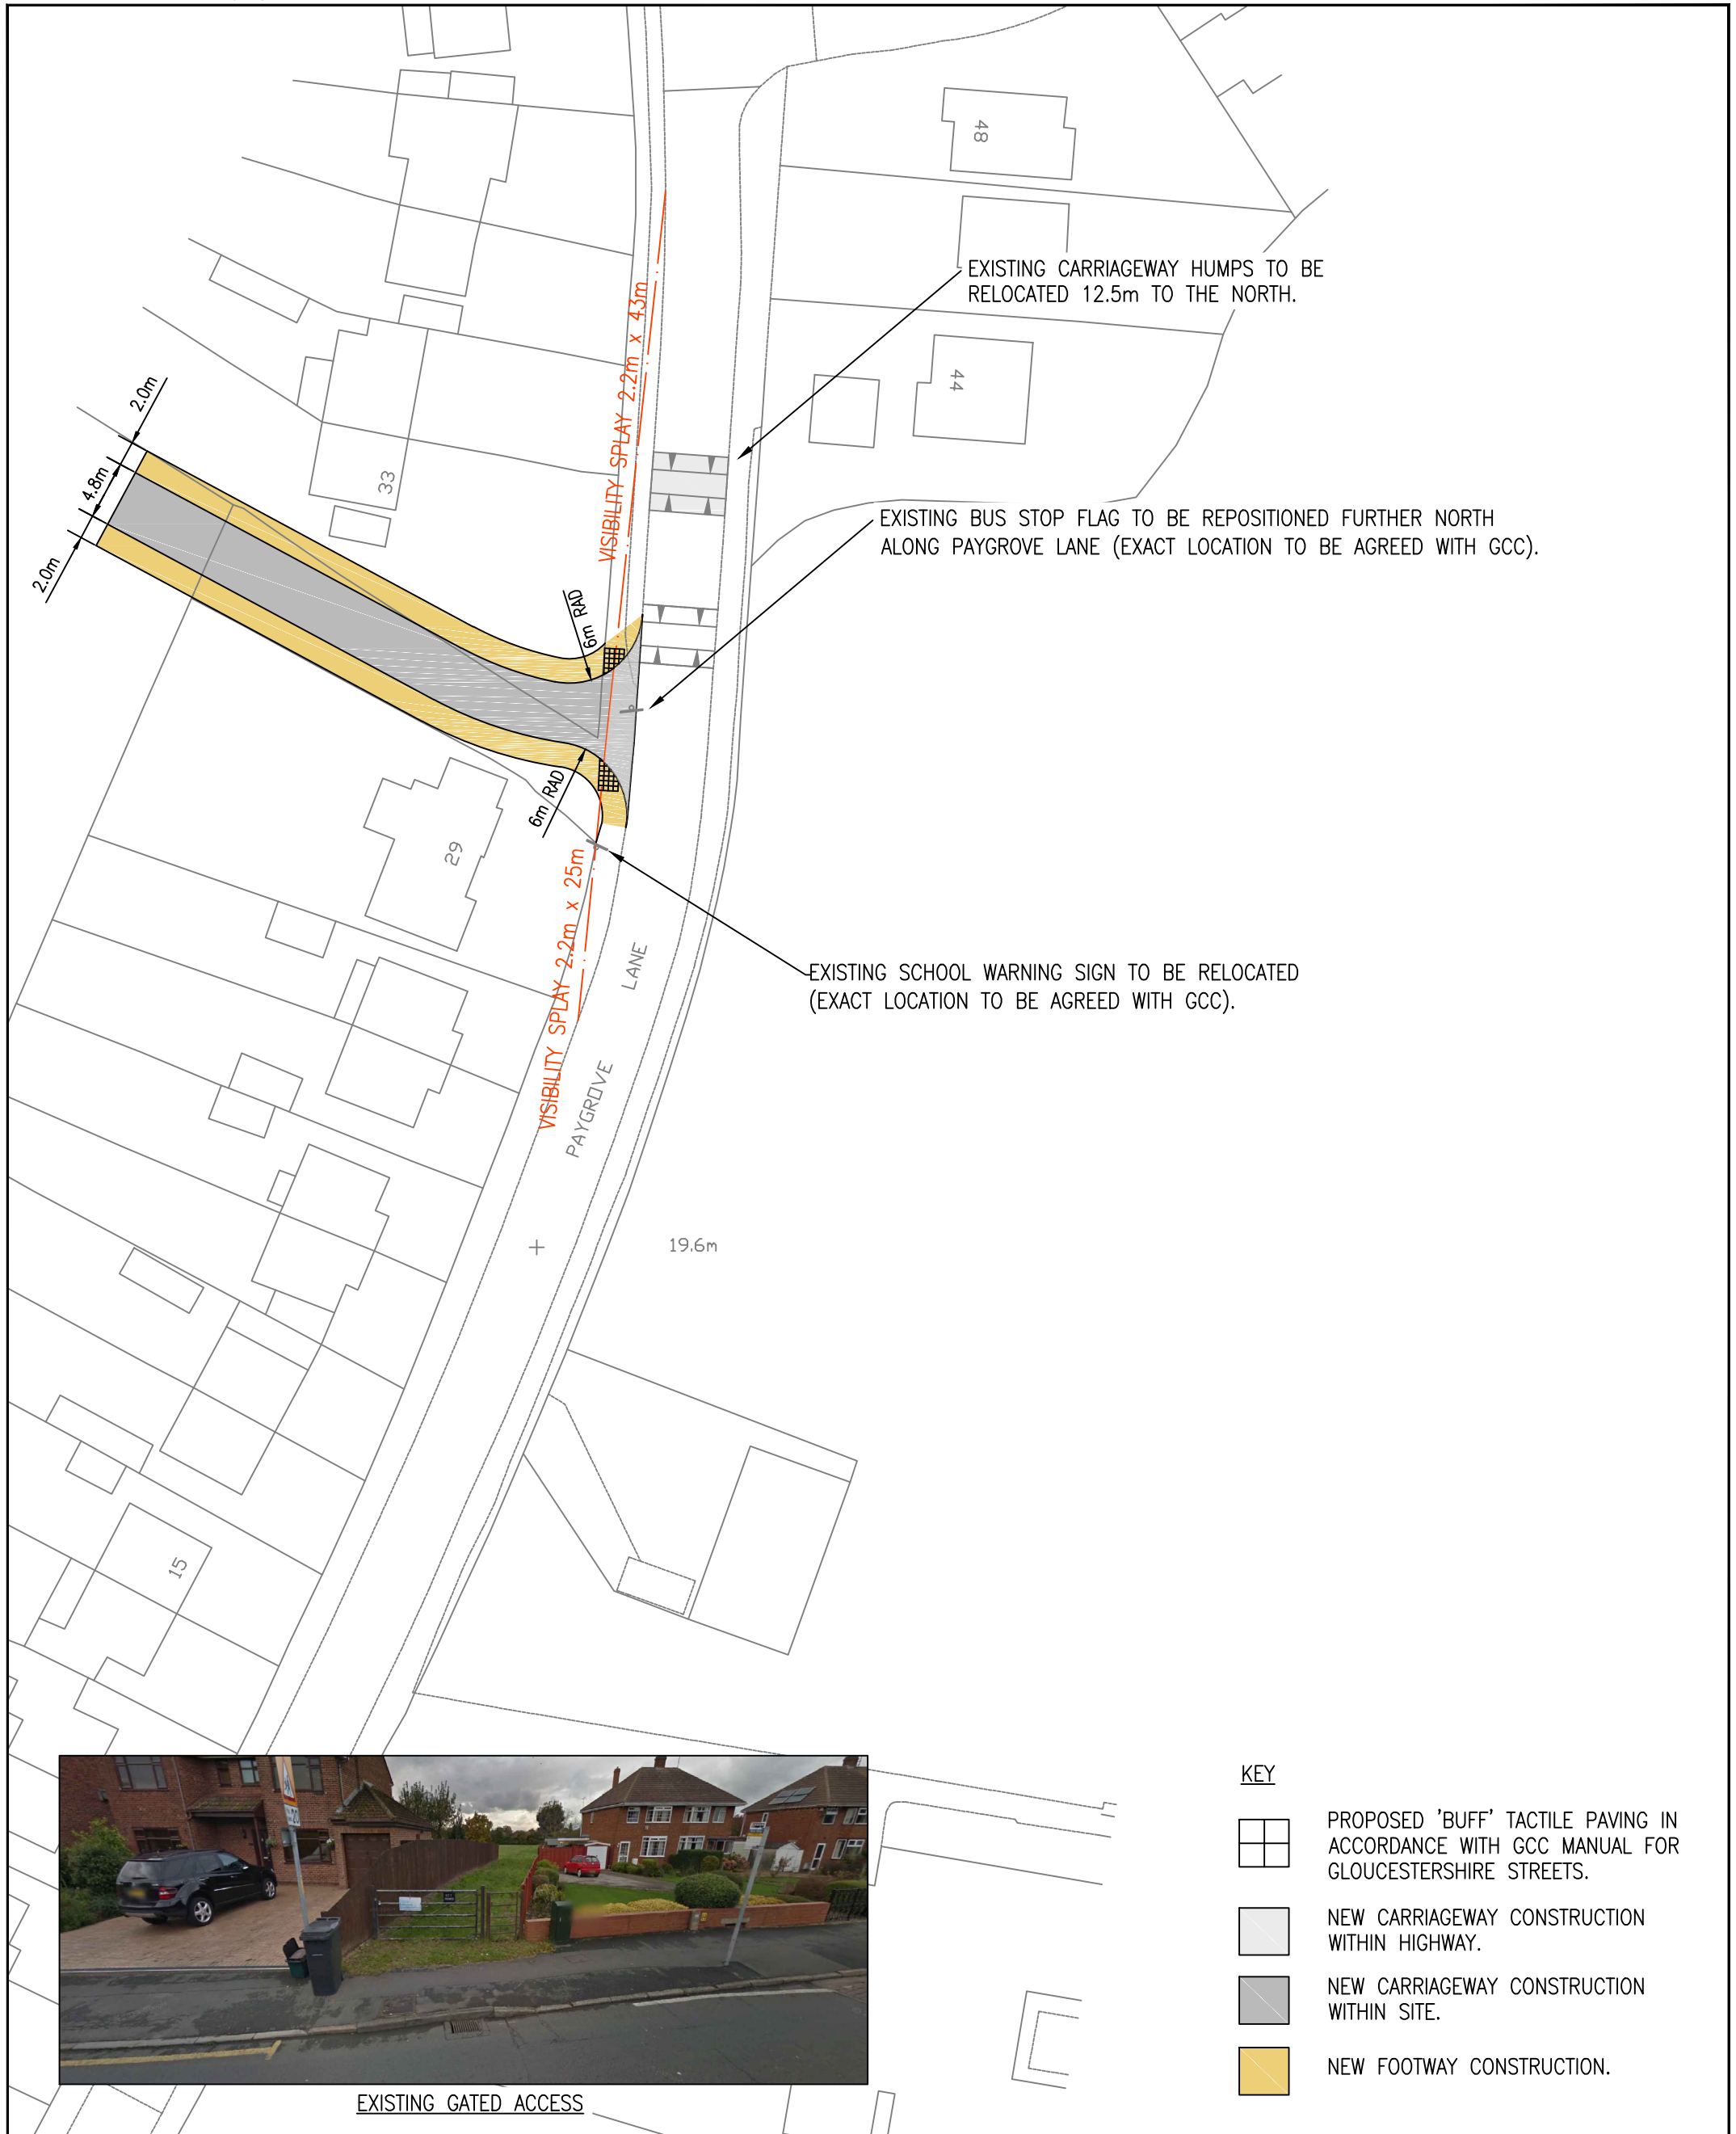 48
EXISTING CARRIAGEWAY HUMPS TO BE
RELOCATED 12.5m TO THE NORTH.
VISIBILITY SPLAY 2.2m x 43m
44
2.0m
4.8m
2.0m
33
EXISTING BUS STOP FLAG TO BE REPOSITIONED FURTHER NORTH
ALONG PAYGROVE LANE (EXACT LOCATION TO BE AGREED WITH GCC).
6m RAD
6m RAD
29
VISIBILITY SPLAY 2.2m x 25m
EXISTING SCHOOL WARNING SIGN TO BE RELOCATED
(EXACT LOCATION TO BE AGREED WITH GCC).
PAYGROVE LANE
19.6m
15
EXISTING GATED ACCESS
KEY
PROPOSED 'BUFF' TACTILE PAVING IN
ACCORDANCE WITH GCC MANUAL FOR
GLOUCESTERSHIRE STREETS.
NEW CARRIAGEWAY CONSTRUCTION
WITHIN HIGHWAY.
NEW CARRIAGEWAY CONSTRUCTION
WITHIN SITE.
NEW FOOTWAY CONSTRUCTION.